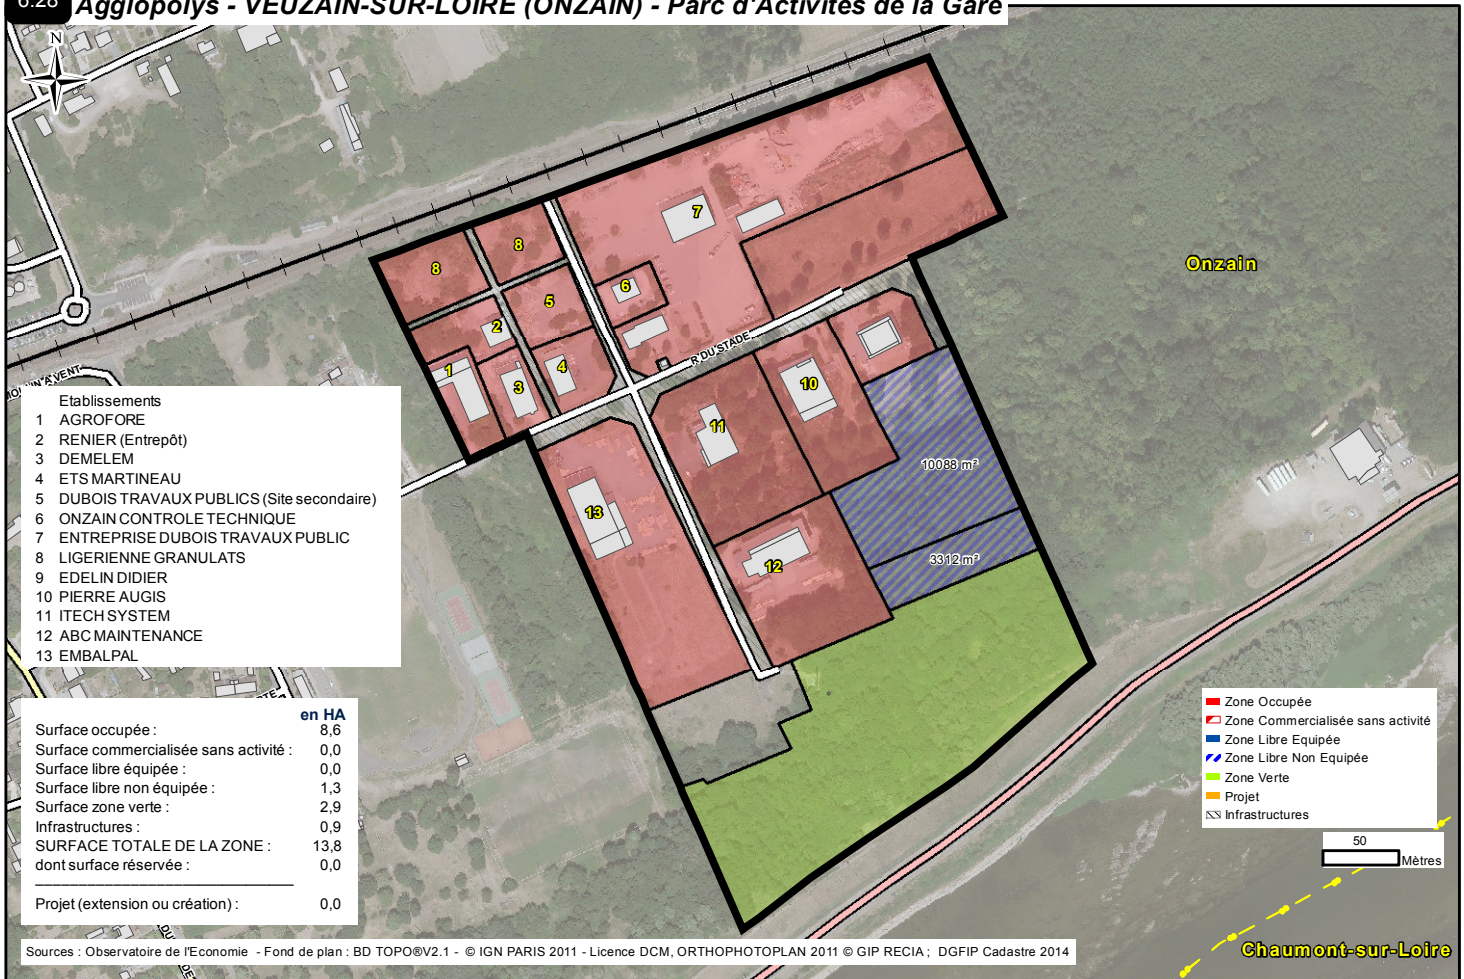 6.28 Agglopolys - VEUZAIN-SUR-LOIRE (ONZAIN) - Parc d'Activités de la Gare
N
Onzain
8
8
7
6
5
2
1
3
4
R DU STADE
10
11
13
12
10088 m²
3312 m²
Etablissements
1 AGROFORE
2 RENIER (Entrepôt)
3 DEMELEM
4 ETS MARTINEAU
5 DUBOIS TRAVAUX PUBLICS (Site secondaire)
6 ONZAIN CONTROLE TECHNIQUE
7 ENTREPRISE DUBOIS TRAVAUX PUBLIC
8 LIGERIENNE GRANULATS
9 EDELIN DIDIER
10 PIERRE AUGIS
11 ITECH SYSTEM
12 ABC MAINTENANCE
13 EMBALPAL
en HA
Surface occupée : 8,6
Surface commercialisée sans activité : 0,0
Surface libre équipée : 0,0
Surface libre non équipée : 1,3
Surface zone verte : 2,9
Infrastructures : 0,9
SURFACE TOTALE DE LA ZONE : 13,8
dont surface réservée : 0,0
Projet (extension ou création) : 0,0
Zone Occupée
Zone Commercialisée sans activité
Zone Libre Equipée
Zone Libre Non Equipée
Zone Verte
Projet
Infrastructures
50
Mètres
Chaumont-sur-Loire
Sources : Observatoire de l'Economie - Fond de plan : BD TOPO®V2.1 - © IGN PARIS 2011 - Licence DCM, ORTHOPHOTOPLAN 2011 © GIP RECIA ; DGFIP Cadastre 2014